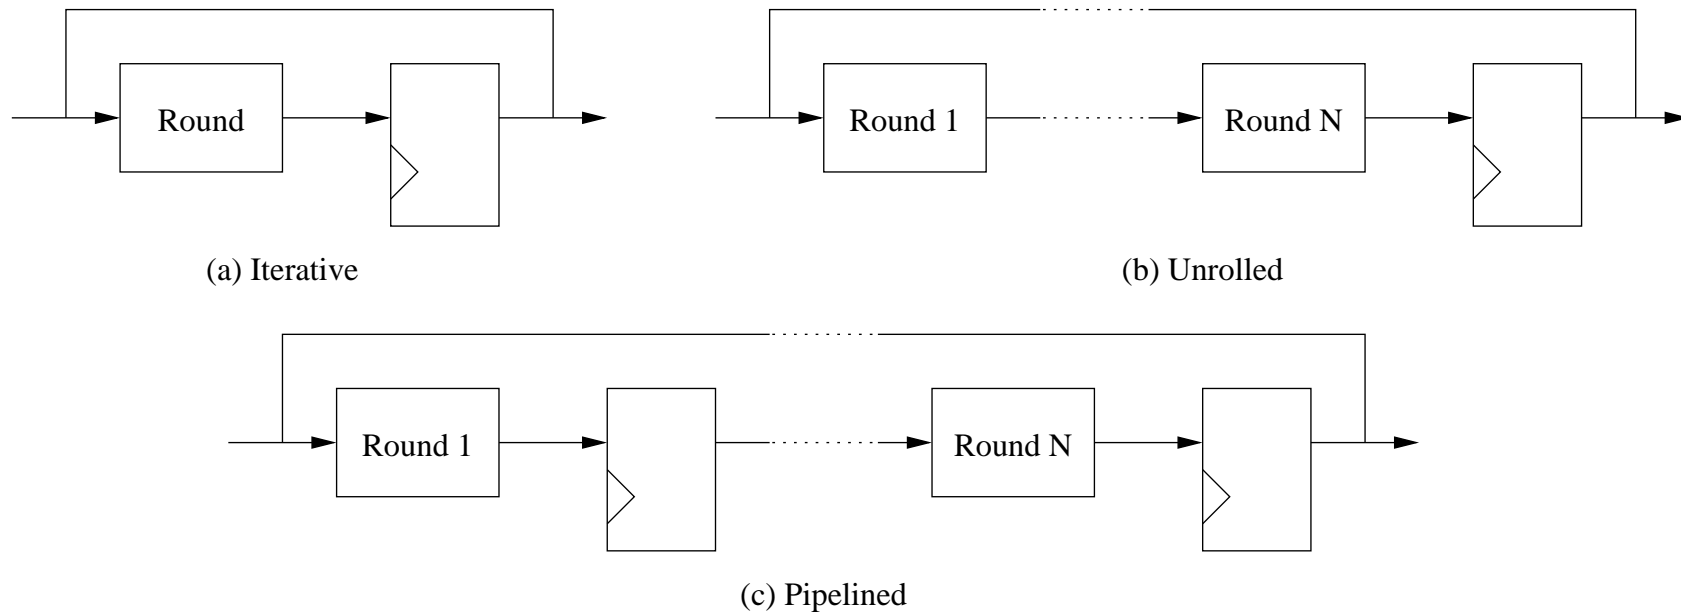 Round
Round 1
Round N
(a) Iterative
(b) Unrolled
Round 1
Round N
(c) Pipelined